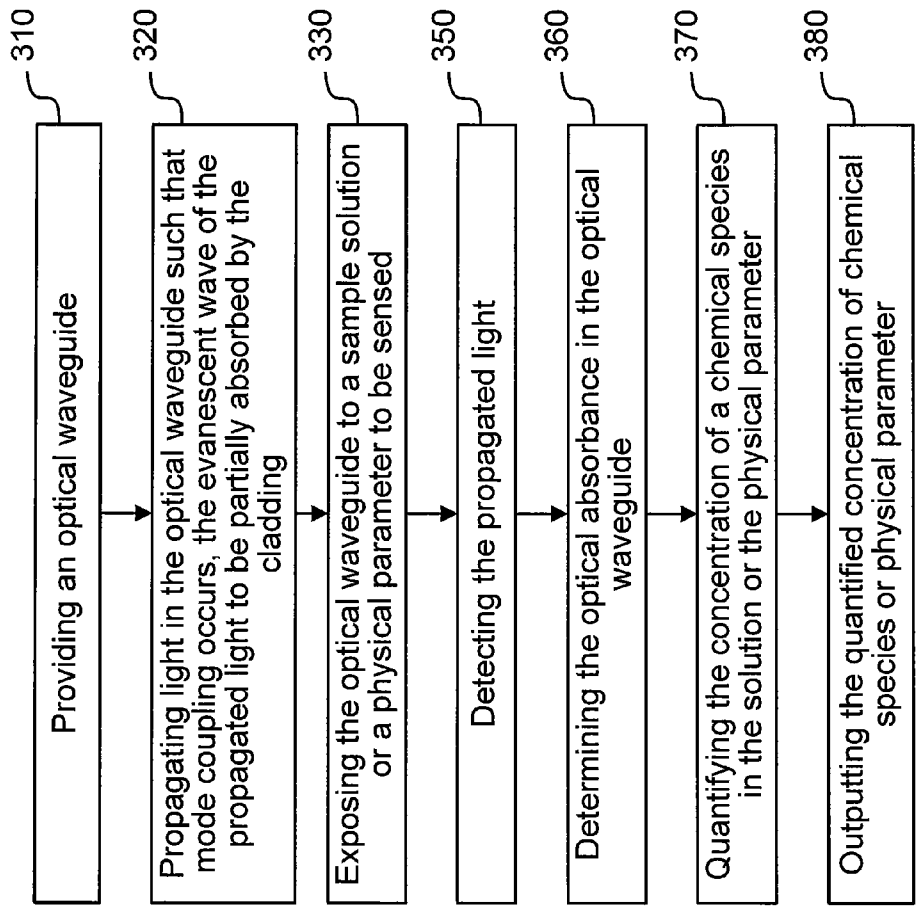 310
Providing an optical waveguide
320
Propagating light in the optical waveguide such that
mode coupling occurs, the evanescent wave of the
propagated light to be partially absorbed by the
cladding
330
Exposing the optical waveguide to a sample solution
or a physical parameter to be sensed
350
Detecting the propagated light
360
Determining the optical absorbance in the optical
waveguide
370
Quantifying the concentration of a chemical species
in the solution or the physical parameter
380
Outputting the quantified concentration of chemical
species or physical parameter